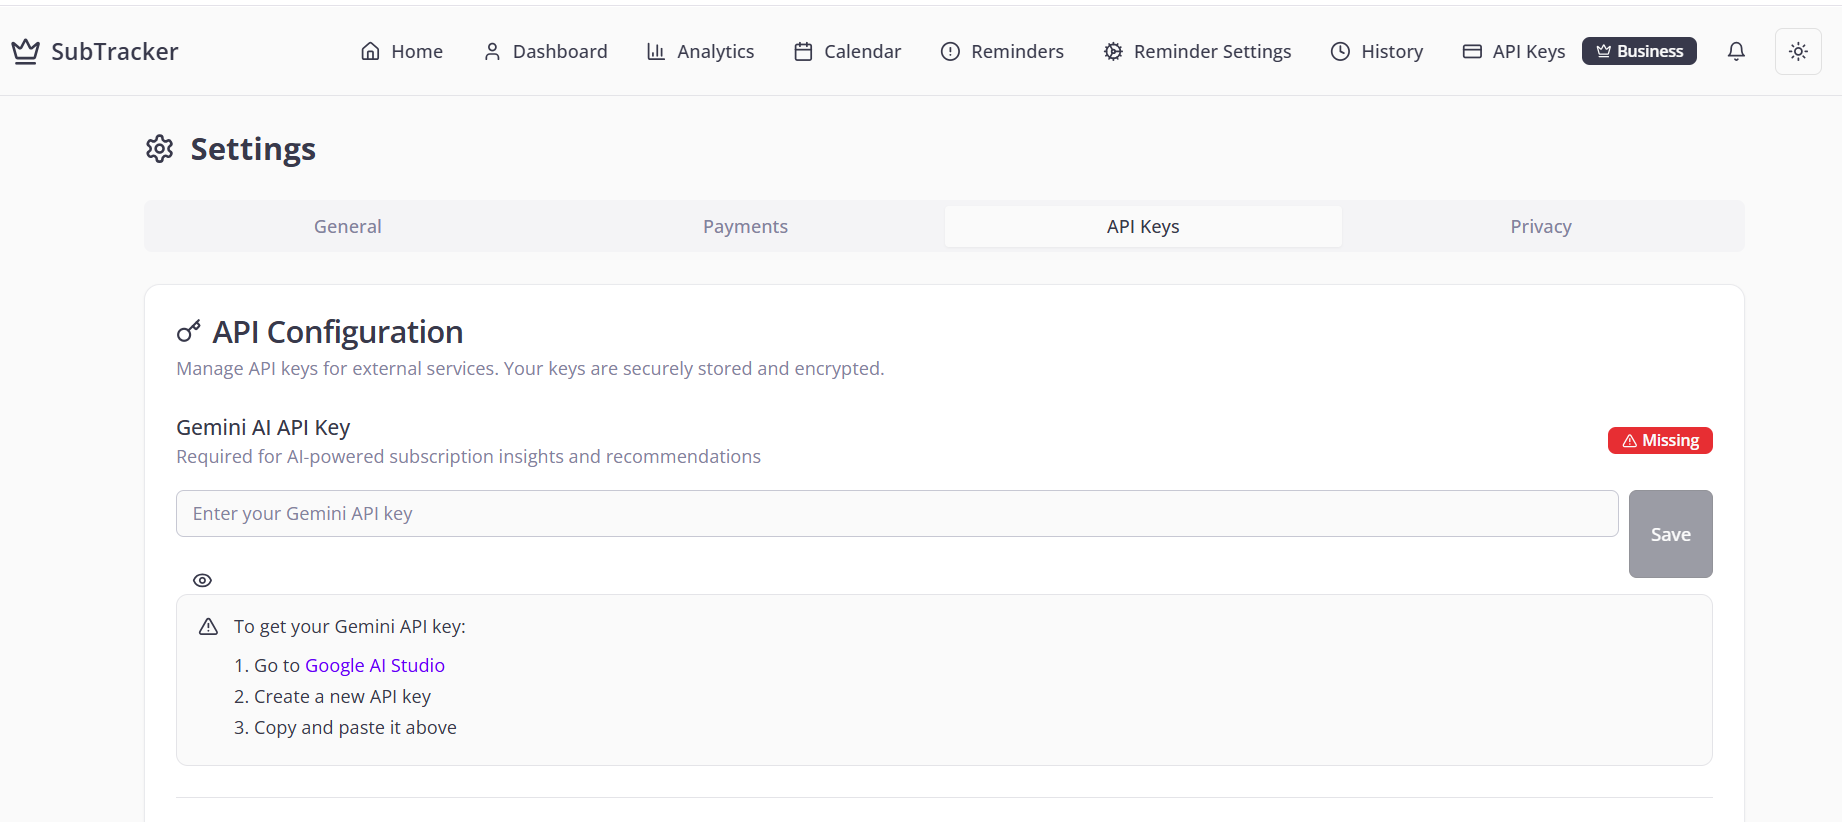 SubTracker
Home
Dashboard
Analytics
Calendar
Reminders
Reminder Settings
History
API Keys
Business
Settings
General
Payments
API Keys
Privacy
API Configuration
Manage API keys for external services. Your keys are securely stored and encrypted.
Gemini AI API Key
Missing
Required for AI-powered subscription insights and recommendations
Enter your Gemini API key
Save
To get your Gemini API key:
1. Go to Google AI Studio
2. Create a new API key
3. Copy and paste it above